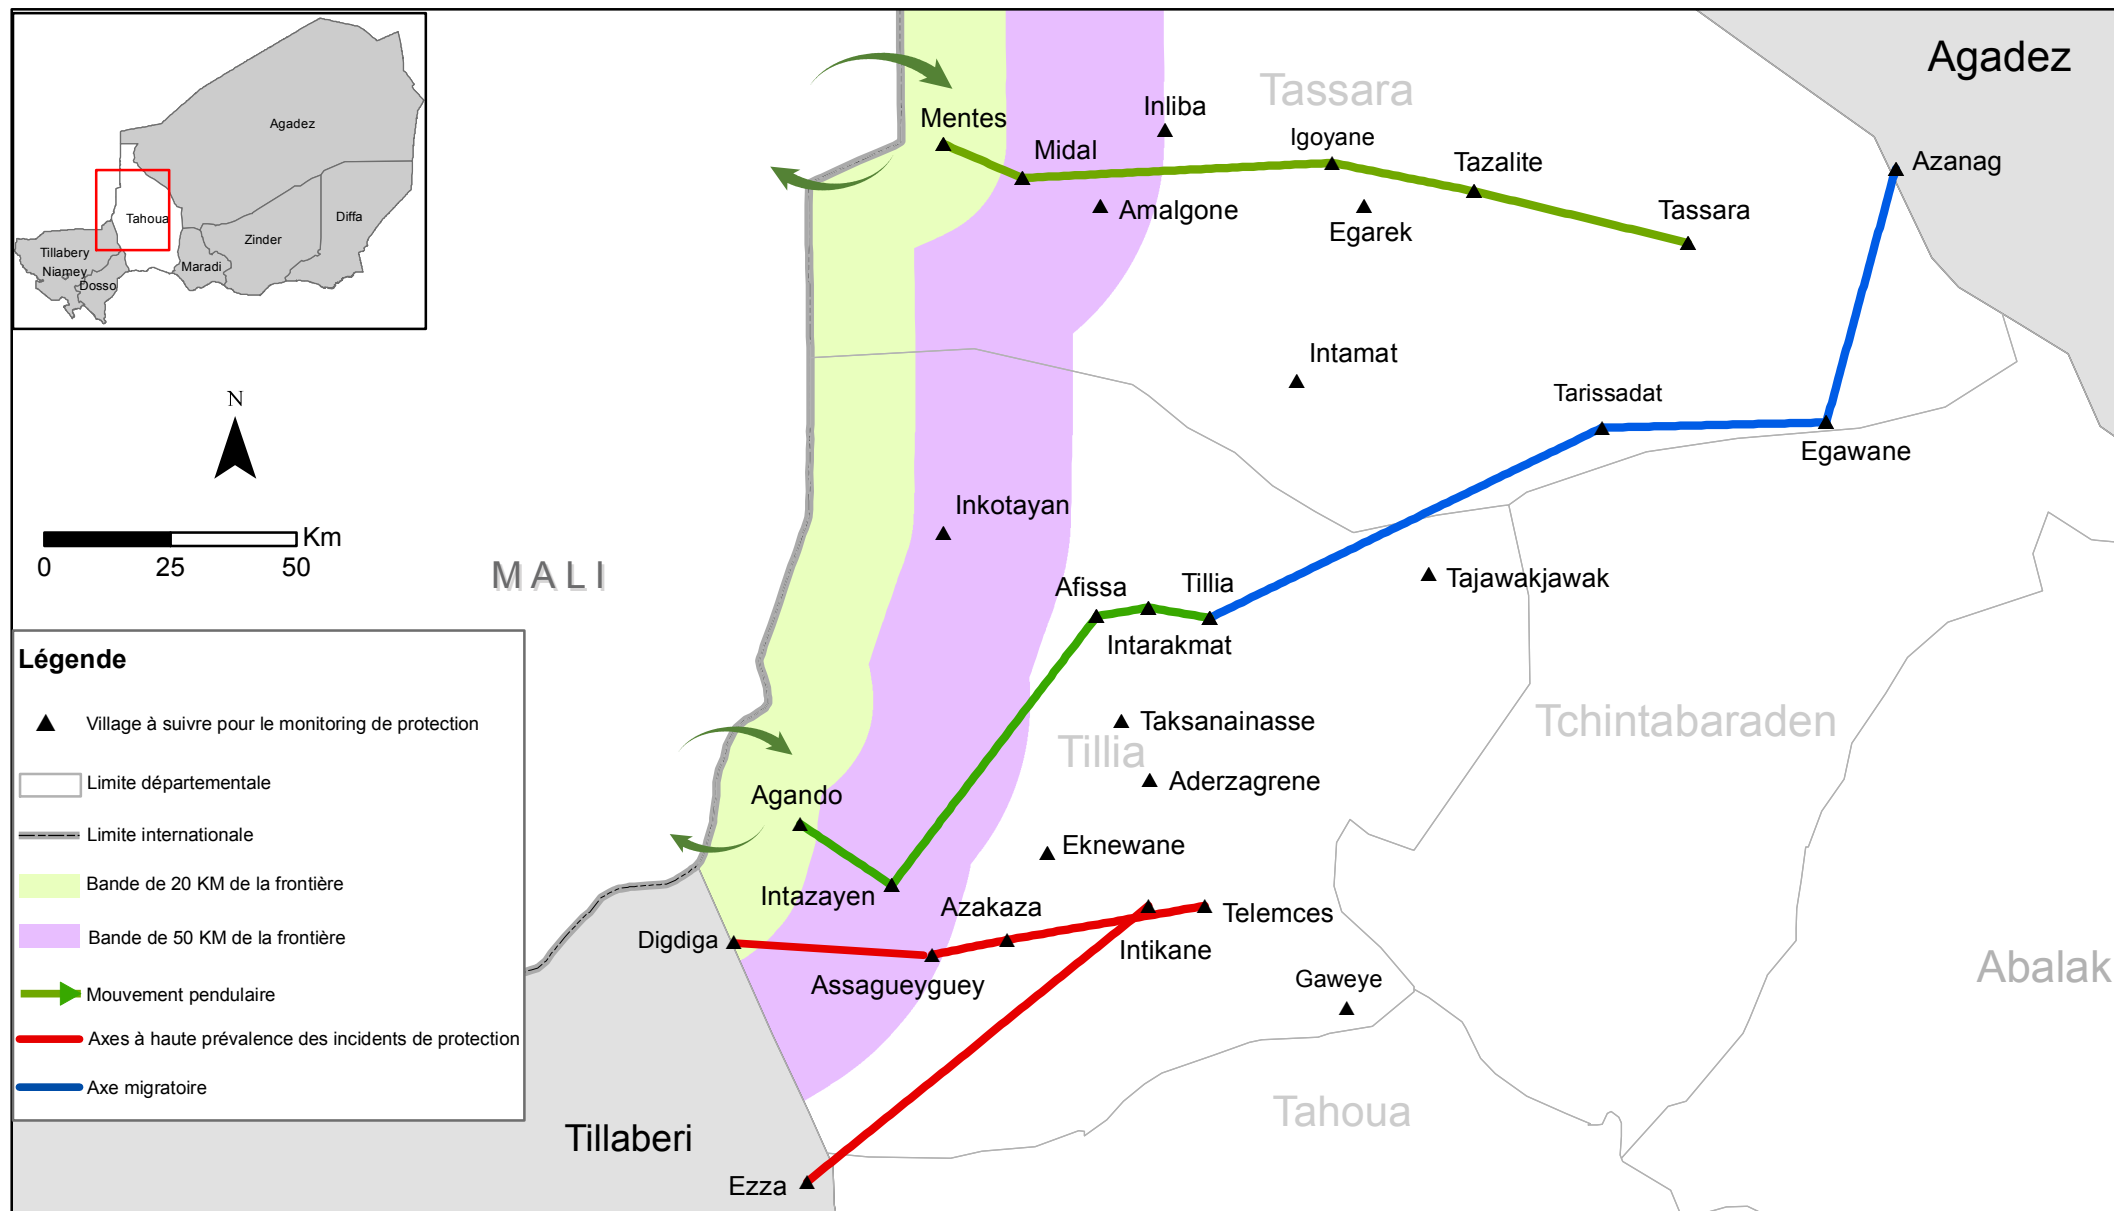 Agadez
Tahoua
Diffa
Zinder
Tillabery
Niamey
Maradi
Dosso
N
Km
0
25
50
MALI
Légende
Village à suivre pour le monitoring de protection
Limite départementale
Limite internationale
Bande de 20 KM de la frontière
Bande de 50 KM de la frontière
Mouvement pendulaire
Axes à haute prévalence des incidents de protection
Axe migratoire
Agadez
Tassara
Inliba
Mentes
Igoyane
Midal
Tazalite
Azanag
Amalgone
Egarek
Tassara
Intamat
Tarissadat
Egawane
Inkotayan
Tajawakjawak
Afissa
Tillia
Intarakmat
Taksanainasse
Tillia
Tchintabaraden
Aderzagrene
Agando
Eknewane
Intazayen
Azakaza
Telemces
Digdiga
Intikane
Assagueyguey
Gaweye
Abalak
Tahoua
Tillaberi
Ezza